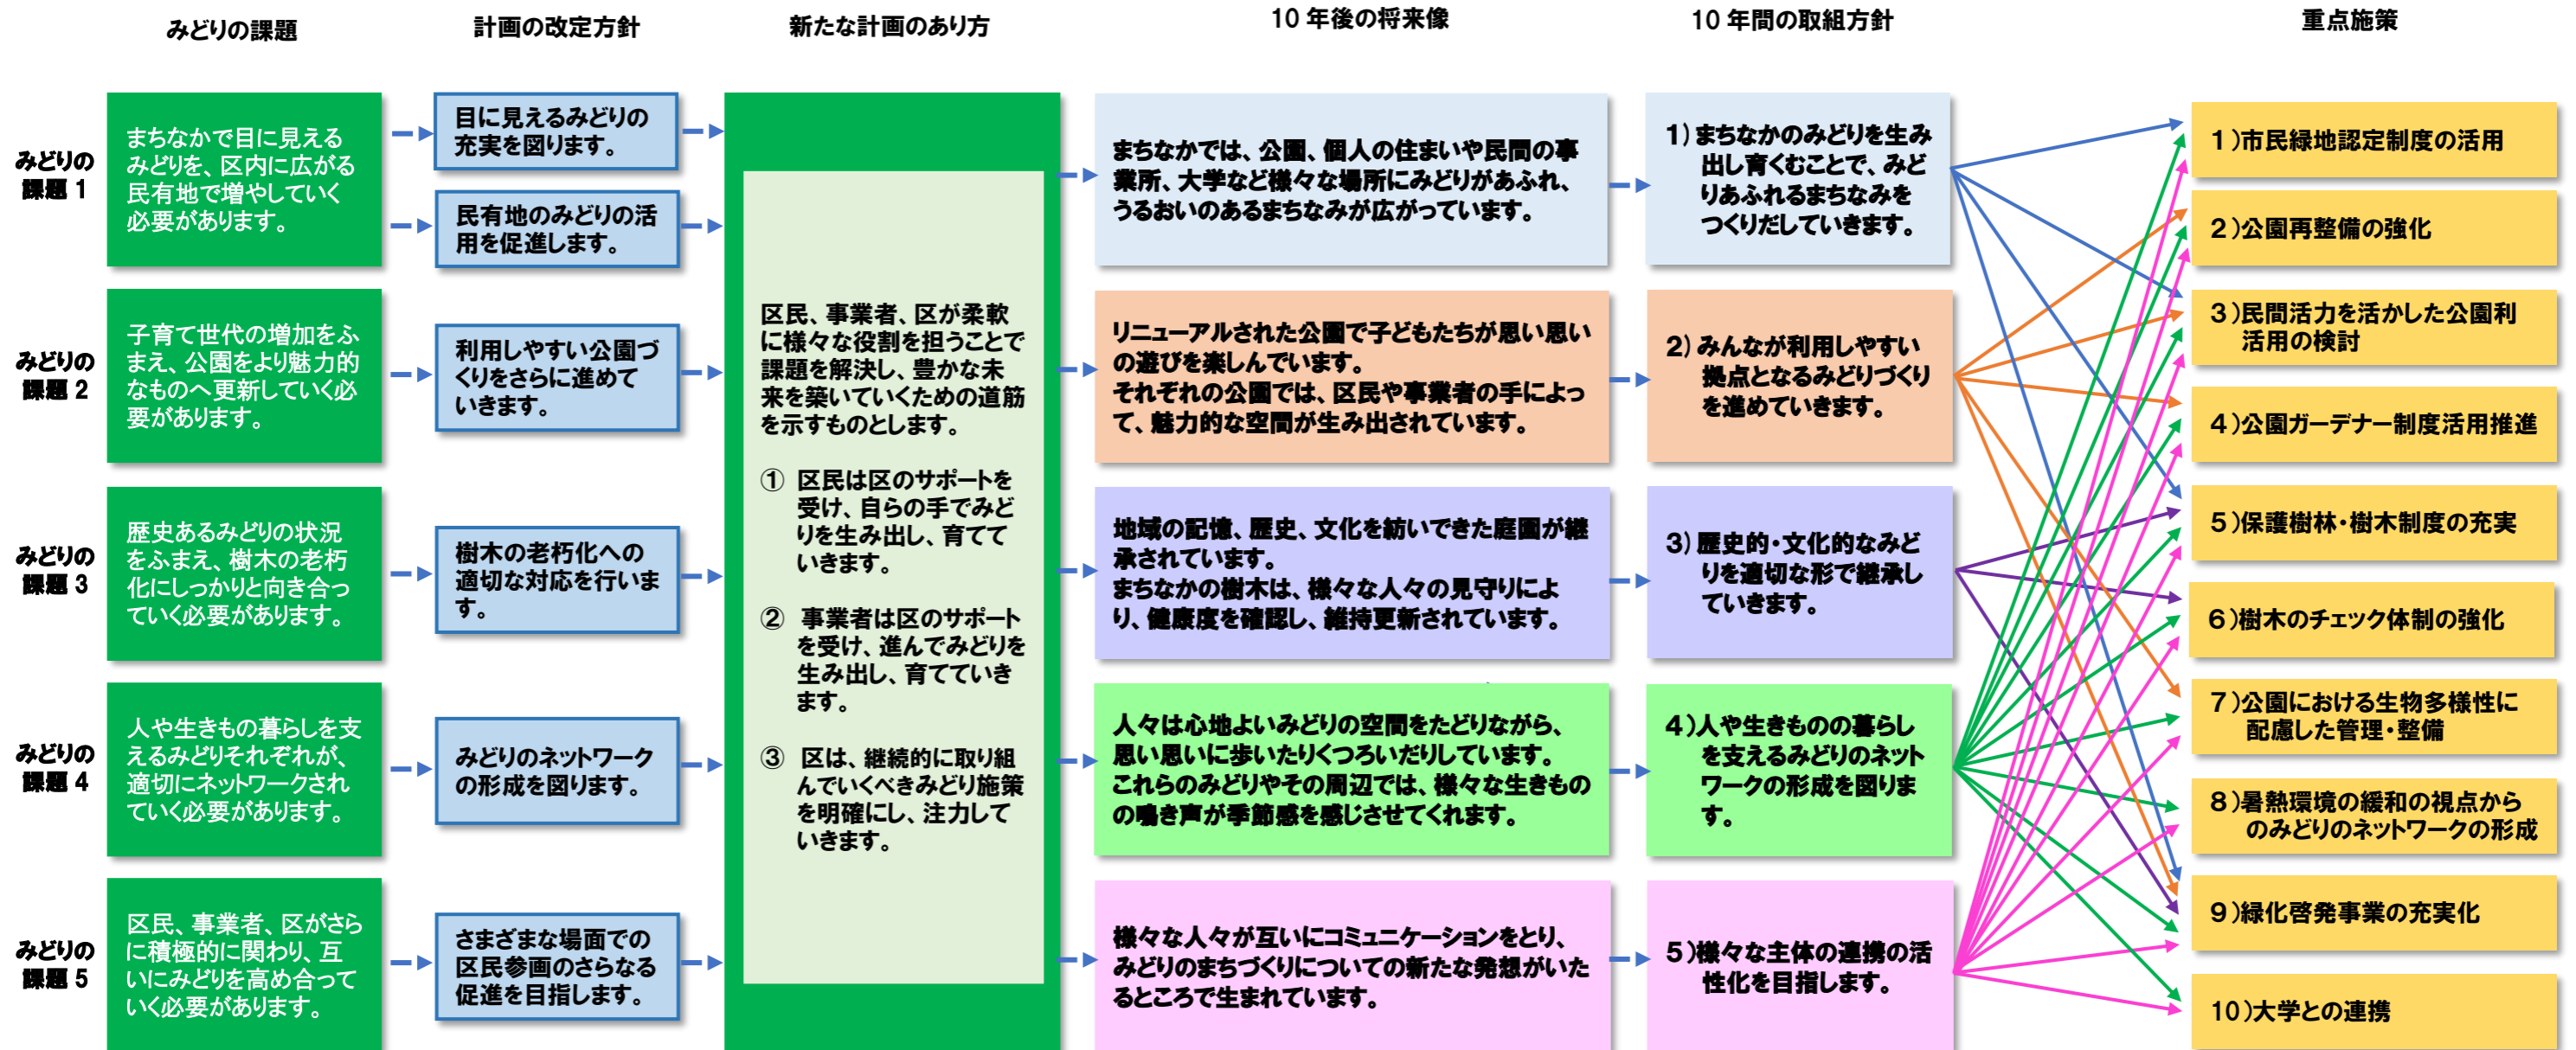 みどりの課題
計画の改定方針
新たな計画のあり方
10 年後の将来像
10 年間の取組方針
重点施策
みどりの
課題 1
まちなかで目に見える
みどりを、区内に広がる
民有地で増やしていく
必要があります。
目に見えるみどりの
充実を図ります。
民有地のみどりの活
用を促進します。
みどりの
課題 2
子育て世代の増加をふ
まえ、公園をより魅力的
なものへ更新していく必
要があります。
利用しやすい公園づ
くりをさらに進めて
いきます。
みどりの
課題 3
歴史あるみどりの状況
をふまえ、樹木の老朽
化にしっかりと向き合っ
ていく必要があります。
樹木の老朽化への
適切な対応を行いま
す。
みどりの
課題 4
人や生きもの暮らしを支
えるみどりそれぞれが、
適切にネットワークされ
ていく必要があります。
みどりのネットワーク
の形成を図ります。
みどりの
課題 5
区民、事業者、区がさら
に積極的に関わり、互
いにみどりを高め合って
いく必要があります。
さまざまな場面での
区民参画のさらなる
促進を目指します。
区民、事業者、区が柔軟
に様々な役割を担うことで
課題を解決し、豊かな未
来を築いていくための道筋
を示すものとします。
① 区民は区のサポートを
受け、自らの手でみど
りを生み出し、育てて
いきます。
② 事業者は区のサポート
を受け、進んでみどりを
生み出し、育てていき
ます。
③ 区は、継続的に取り組
んでいくべきみどり施策
を明確にし、注力して
いきます。
まちなかでは、公園、個人の住まいや民間の事
業所、大学など様々な場所にみどりがあふれ、
うるおいのあるまちなみが広がっています。
リニューアルされた公園で子どもたちが思い思い
の遊びを楽しんでいます。
それぞれの公園では、区民や事業者の手によっ
て、魅力的な空間が生み出されています。
地域の記憶、歴史、文化を紡いできた庭園が継
承されています。
まちなかの樹木は、様々な人々の見守りによ
り、健康度を確認し、維持更新されています。
人々は心地よいみどりの空間をたどりながら、
思い思いに歩いたりくつろいだりしています。
これらのみどりやその周辺では、様々な生きもの
の鳴き声が季節感を感じさせてくれます。
様々な人々が互いにコミュニケーションをとり、
みどりのまちづくりについての新たな発想がいた
るところで生まれています。
1）まちなかのみどりを生み
出し育くむことで、みど
りあふれるまちなみを
つくりだしていきます。
2）みんなが利用しやすい
拠点となるみどりづくり
を進めていきます。
3）歴史的・文化的なみど
りを適切な形で継承し
ていきます。
4）人や生きものの暮らし
を支えるみどりのネット
ワークの形成を図りま
す。
5）様々な主体の連携の活
性化を目指します。
1）市民緑地認定制度の活用
2）公園再整備の強化
3）民間活力を活かした公園利
活用の検討
4）公園ガーデナー制度活用推進
5）保護樹林・樹木制度の充実
6）樹木のチェック体制の強化
7）公園における生物多様性に
配慮した管理・整備
8）暑熱環境の緩和の視点から
のみどりのネットワークの形成
9）緑化啓発事業の充実化
10）大学との連携